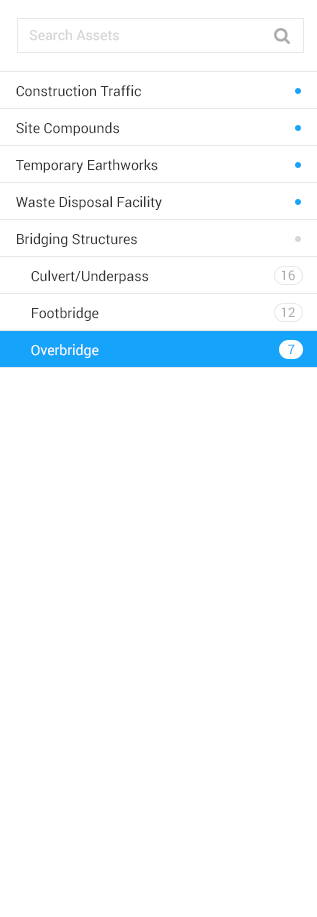 Search Assets
Construction Traffic
Site Compounds
Temporary Earthworks
Waste Disposal Facility
Bridging Structures
Culvert/Underpass 16
Footbridge 12
Overbridge 7